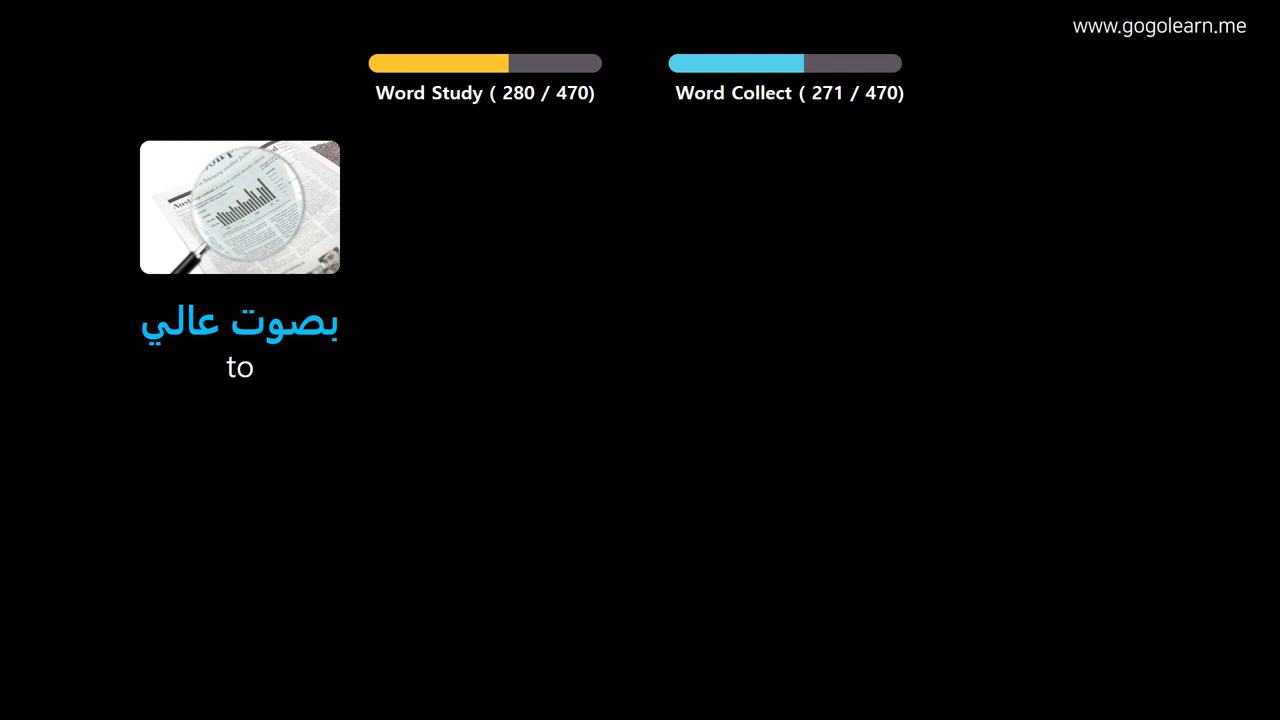 www.gogolearn.me
Word Study ( 280 / 470)
Word Collect ( 271 / 470)
بصوت عالي
to